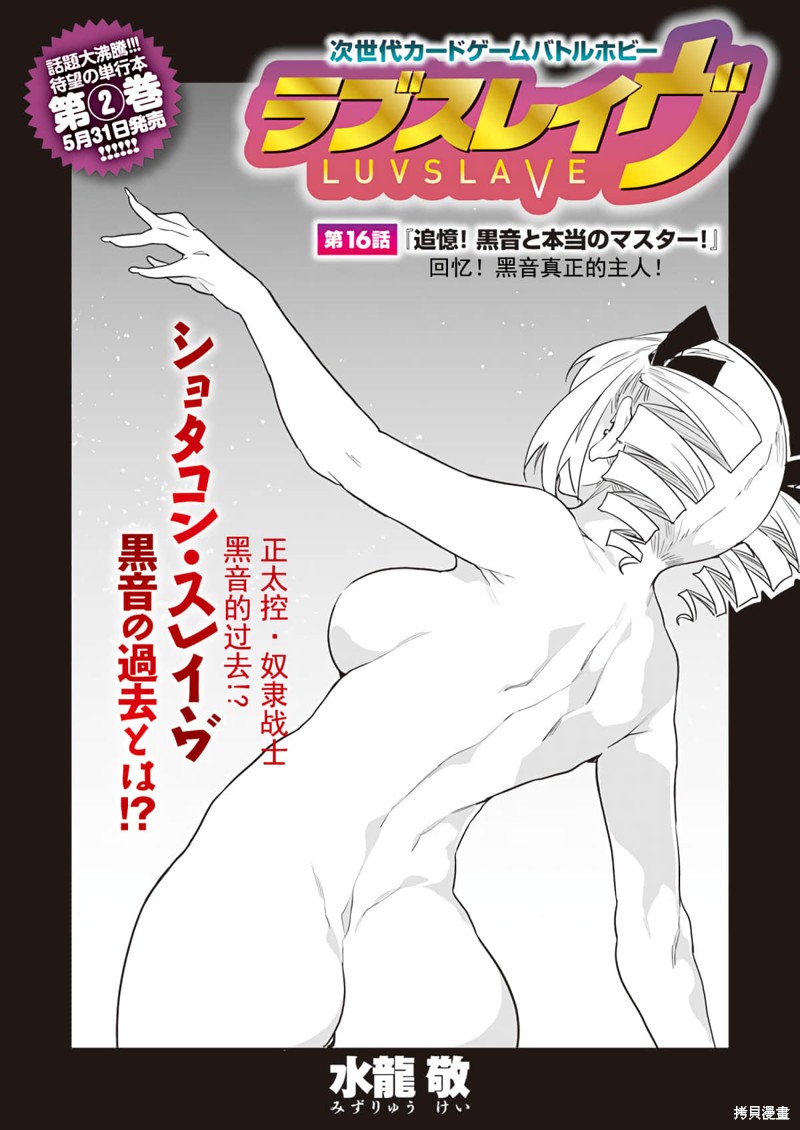 話題大沸騰!!!
待望の単行本
第②巻
5月31日発売
!!!!!!
次世代カードゲームバトルホビー
ラブスレイヴ
LUVSLAVE
第16話『追憶! 黒音と本当のマスター!』
回忆! 黑音真正的主人!
ショタコン・スレイヴ
黒音の過去とは!?
正太控・奴隶战士
黑音的过去!?
水龍 敬
みずりゅう けい
拷貝漫畫